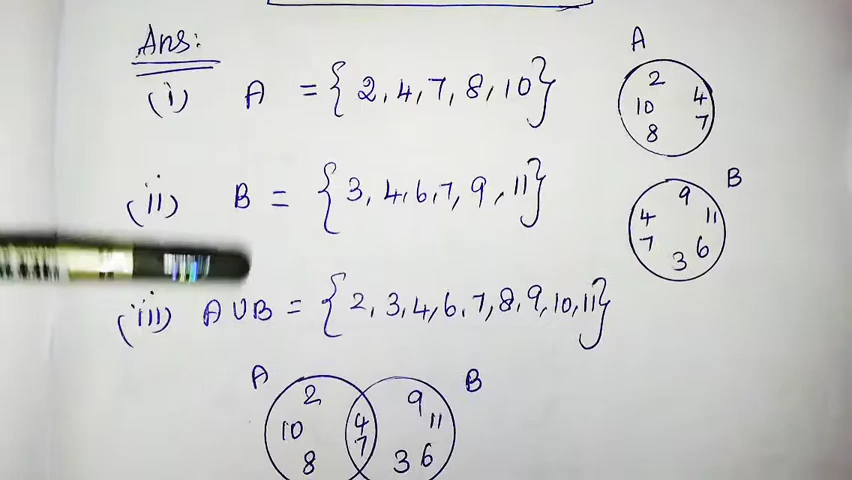 Ans:
(i) A = {2, 4, 7, 8, 10}
A
2
10 4
8 7
(ii) B = {3, 4, 6, 7, 9, 11}
B
9
4 11
7 3 6
(iii) A ∪ B = {2, 3, 4, 6, 7, 8, 9, 10, 11}
A B
2 4 9
10 7 11
8 3 6